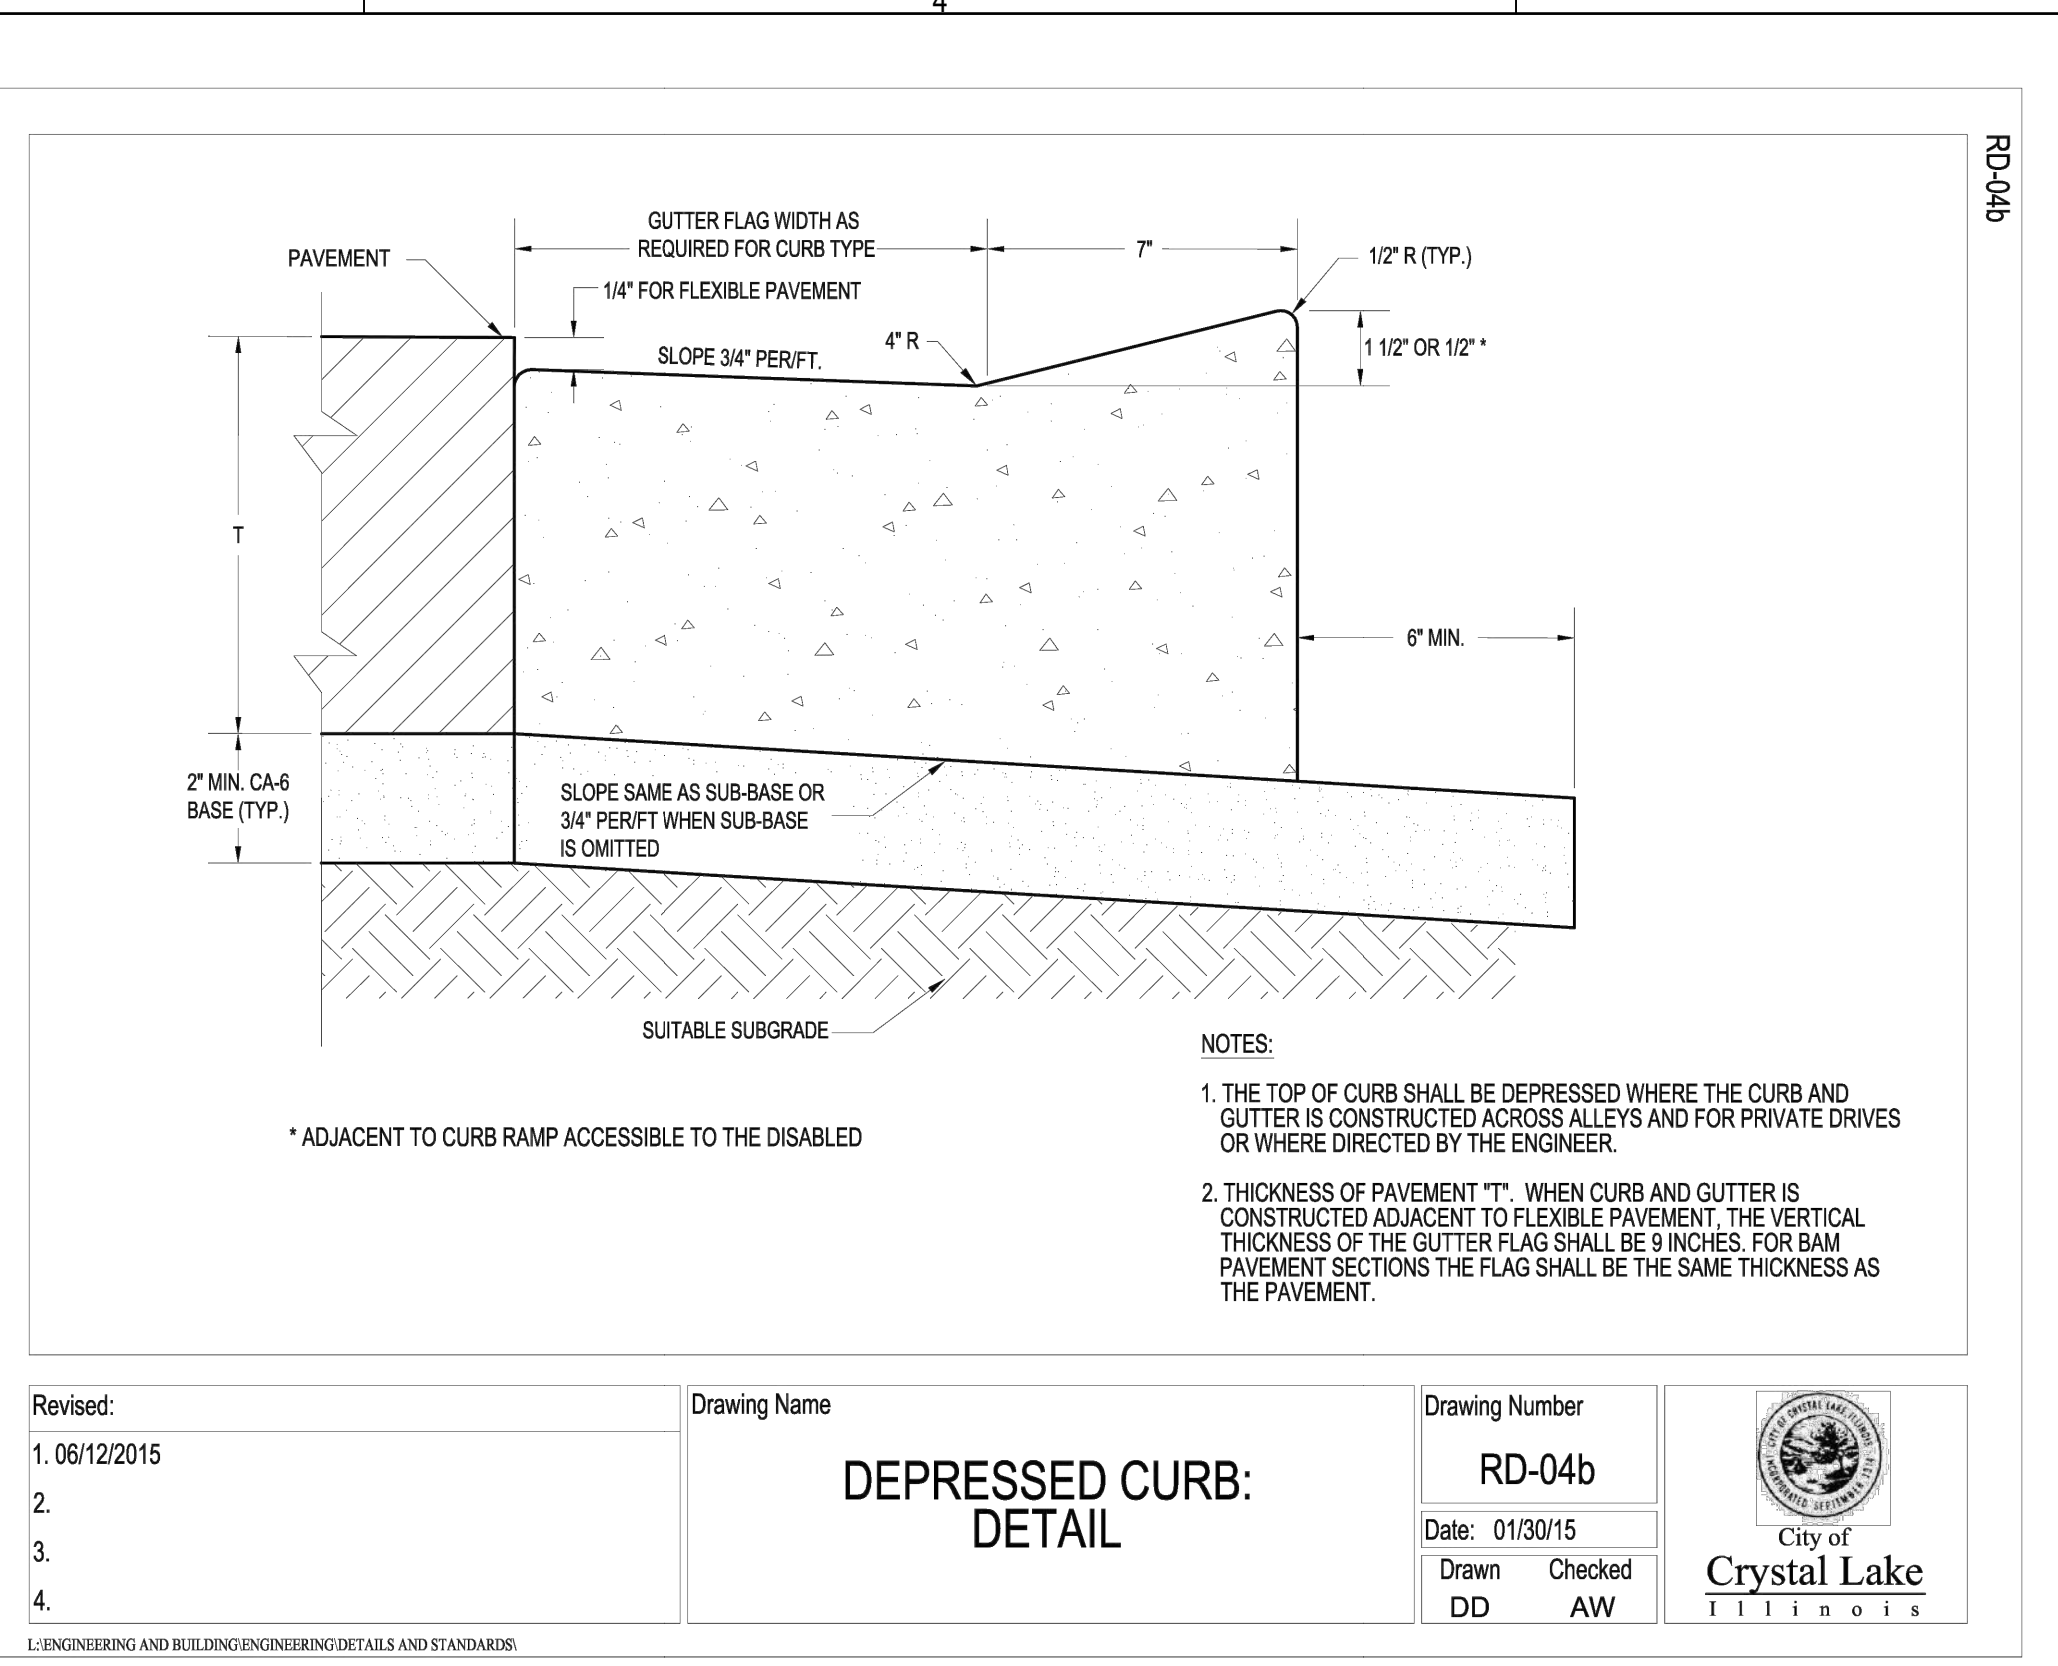 4
RD-04b
GUTTER FLAG WIDTH AS
REQUIRED FOR CURB TYPE
7"
PAVEMENT
1/2" R (TYP.)
1/4" FOR FLEXIBLE PAVEMENT
4" R
SLOPE 3/4" PER/FT.
1 1/2" OR 1/2" *
T
6" MIN.
2" MIN. CA-6
BASE (TYP.)
SLOPE SAME AS SUB-BASE OR
3/4" PER/FT WHEN SUB-BASE
IS OMITTED
SUITABLE SUBGRADE
* ADJACENT TO CURB RAMP ACCESSIBLE TO THE DISABLED
NOTES:
1. THE TOP OF CURB SHALL BE DEPRESSED WHERE THE CURB AND
GUTTER IS CONSTRUCTED ACROSS ALLEYS AND FOR PRIVATE DRIVES
OR WHERE DIRECTED BY THE ENGINEER.
2. THICKNESS OF PAVEMENT "T". WHEN CURB AND GUTTER IS
CONSTRUCTED ADJACENT TO FLEXIBLE PAVEMENT, THE VERTICAL
THICKNESS OF THE GUTTER FLAG SHALL BE 9 INCHES. FOR BAM
PAVEMENT SECTIONS THE FLAG SHALL BE THE SAME THICKNESS AS
THE PAVEMENT.
Revised:
1. 06/12/2015
2.
3.
4.
Drawing Name
DEPRESSED CURB:
DETAIL
Drawing Number
RD-04b
Date: 01/30/15
Drawn Checked
DD AW
CITY OF CRYSTAL LAKE, ILLINOIS
INCORPORATED SEPTEMBER
City of
Crystal Lake
Illinois
L:\ENGINEERING AND BUILDING\ENGINEERING\DETAILS AND STANDARDS\